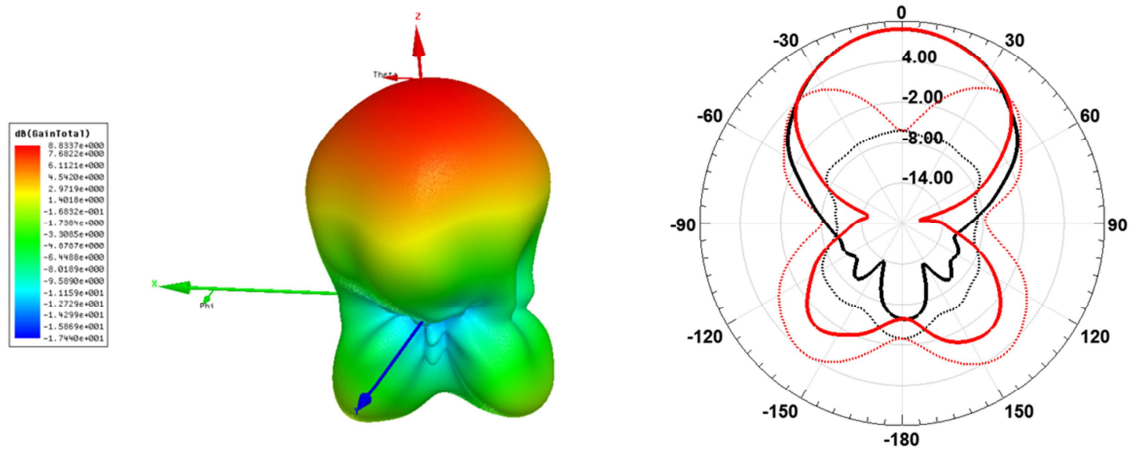 Z
Theta
dB(GainTotal)
8.8337e+000
7.6822e+000
6.1121e+000
4.5420e+000
2.9719e+000
1.4018e+000
-1.6832e-001
-1.7384e+000
-3.3085e+000
-4.8787e+000
-6.4488e+000
-8.0189e+000
-9.5890e+000
-1.1159e+001
-1.2729e+001
-1.4299e+001
-1.5869e+001
-1.7440e+001
X
Phi
Y
0
-30
30
4.00
-60
-2.00
60
-8.00
-14.00
-90
90
-120
120
-150
150
-180